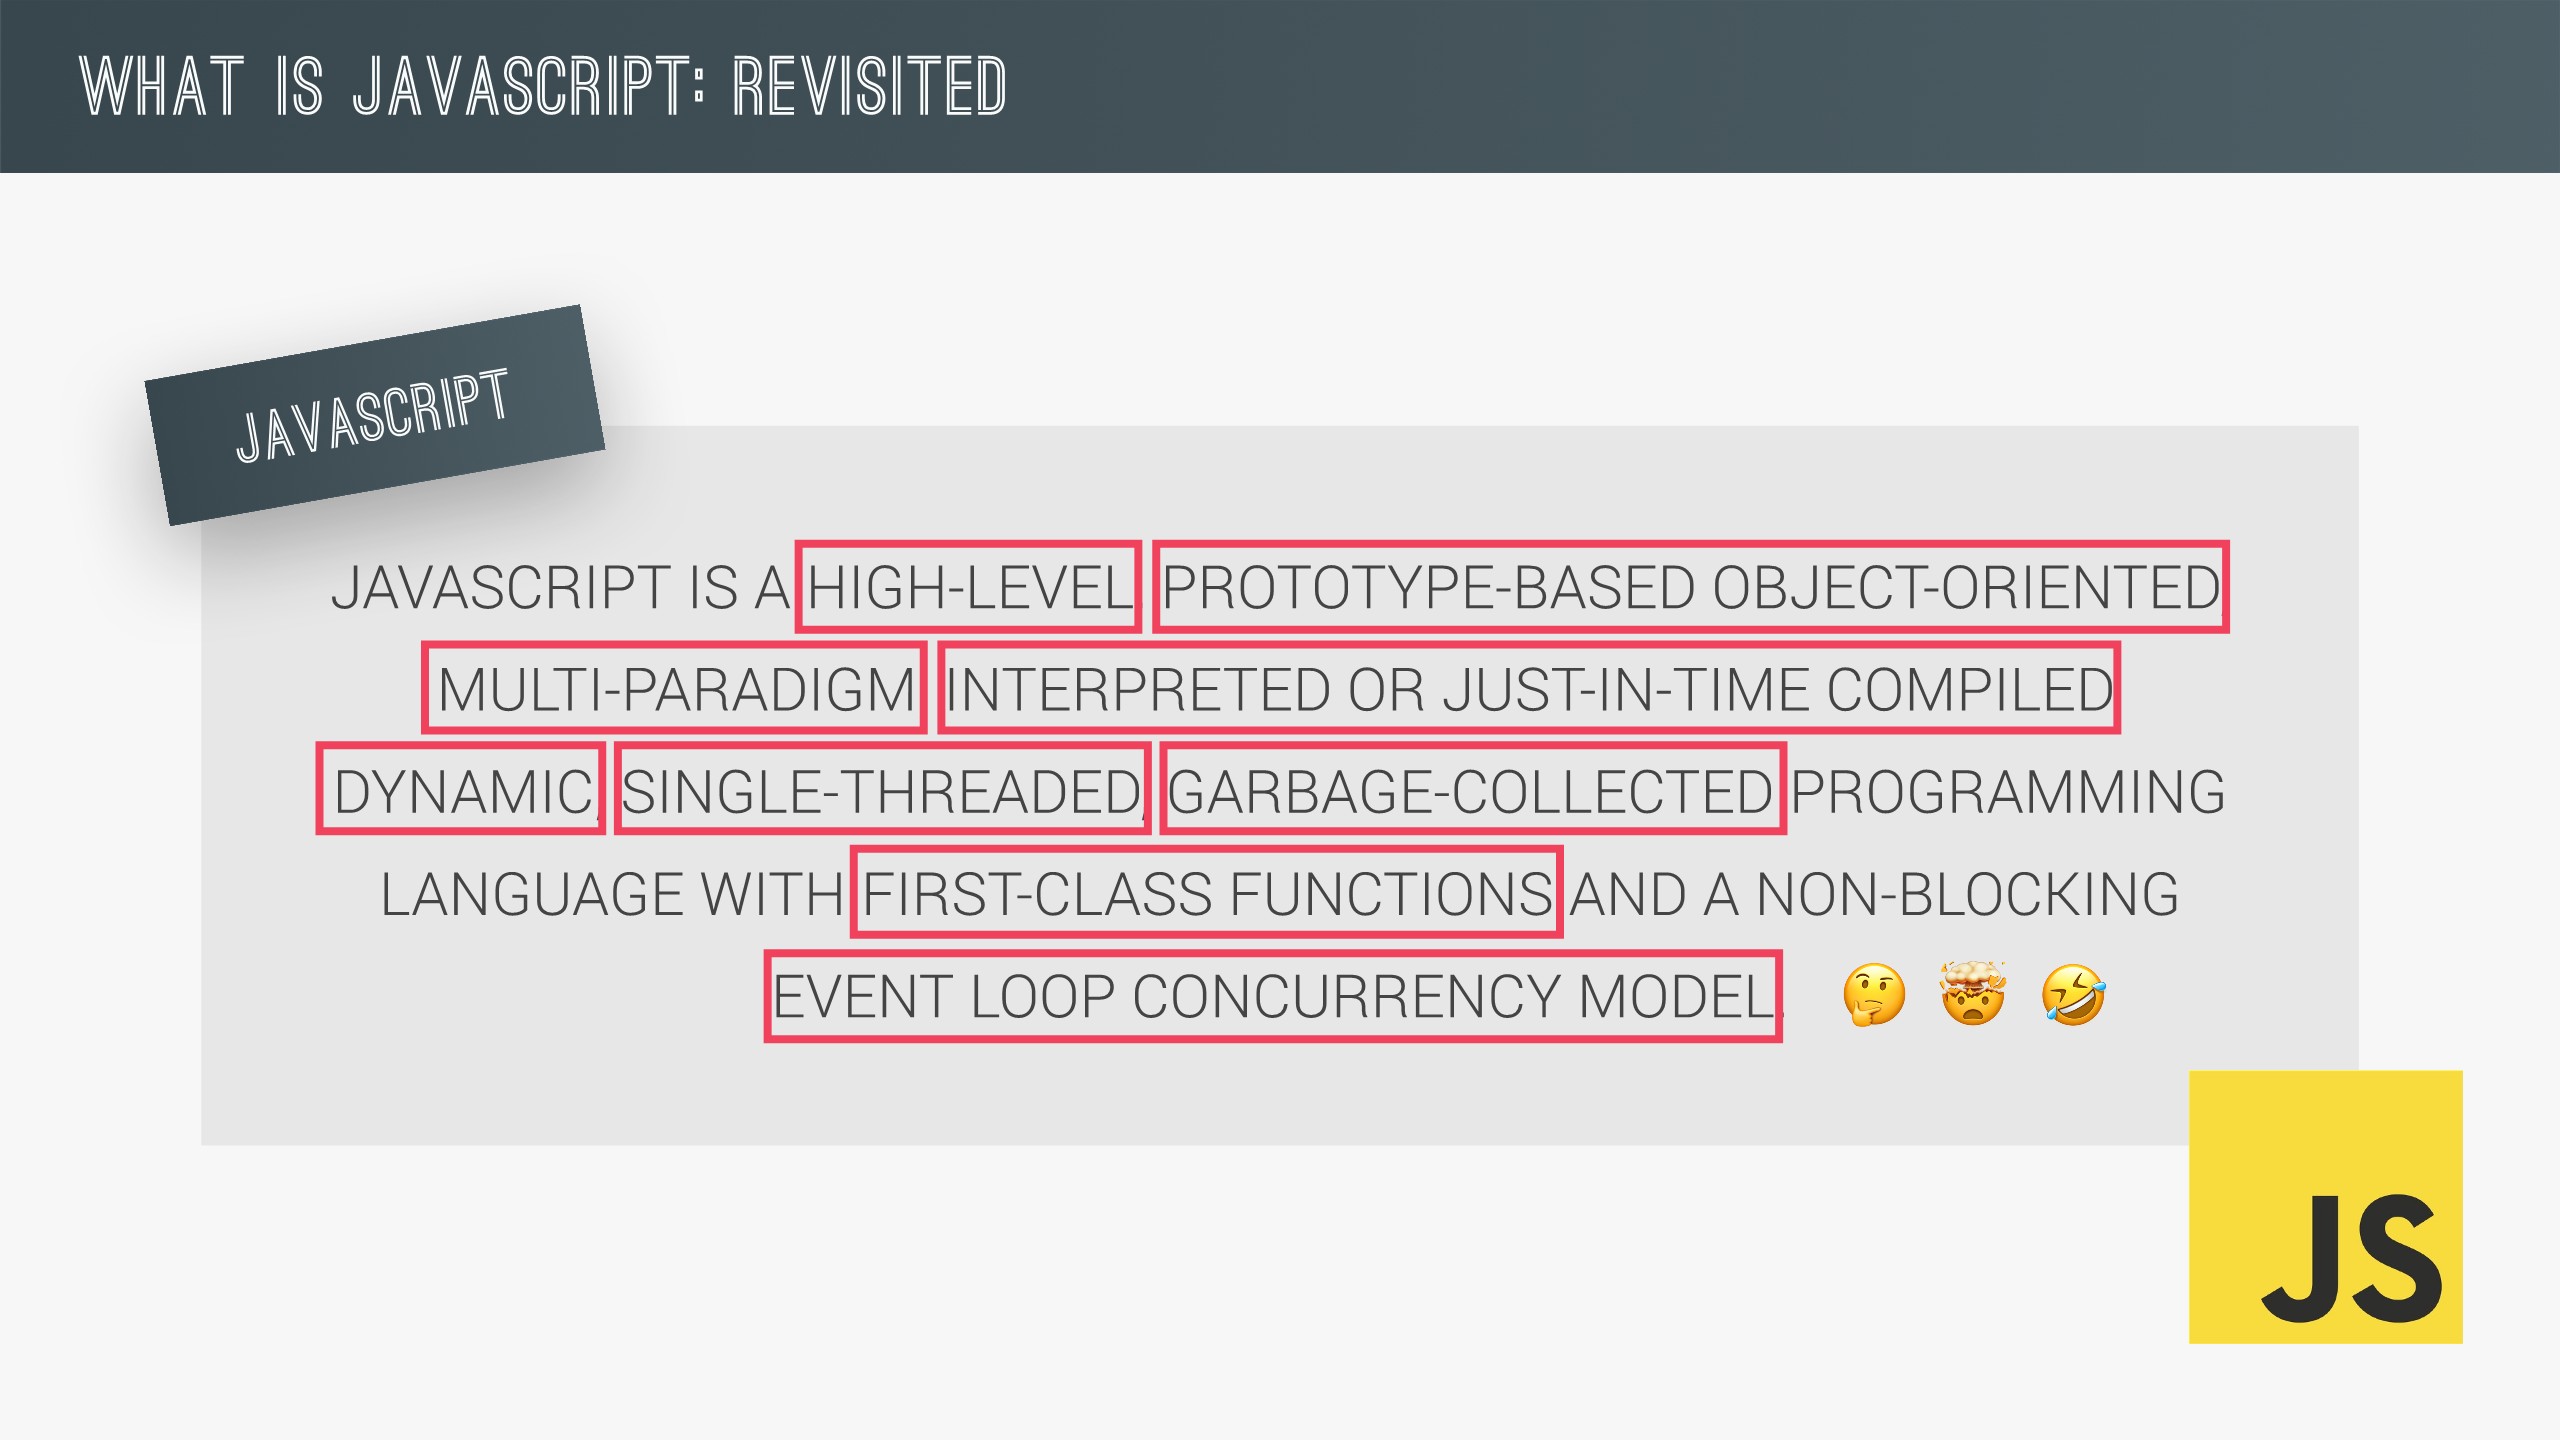 WHAT IS JAVASCRIPT: REVISITED
JAVASCRIPT
JAVASCRIPT IS A HIGH-LEVEL, PROTOTYPE-BASED OBJECT-ORIENTED,
MULTI-PARADIGM, INTERPRETED OR JUST-IN-TIME COMPILED,
DYNAMIC, SINGLE-THREADED, GARBAGE-COLLECTED PROGRAMMING
LANGUAGE WITH FIRST-CLASS FUNCTIONS AND A NON-BLOCKING
EVENT LOOP CONCURRENCY MODEL. 🤔 🤯 🤣
JS